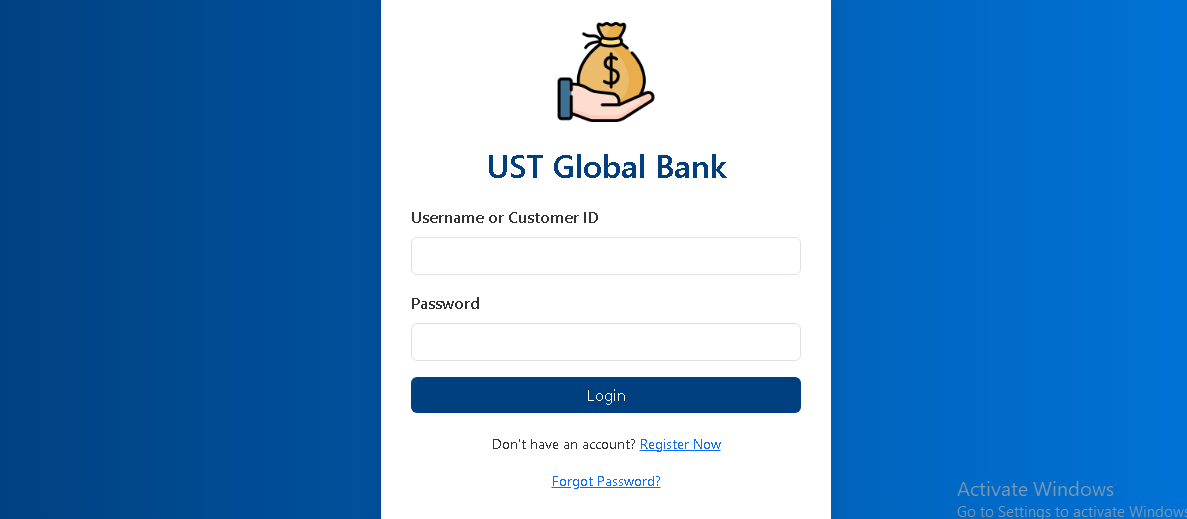 $
UST Global Bank
Username or Customer ID
Password
Login
Don't have an account? Register Now
Forgot Password?
Activate Windows
Go to Settings to activate Windows